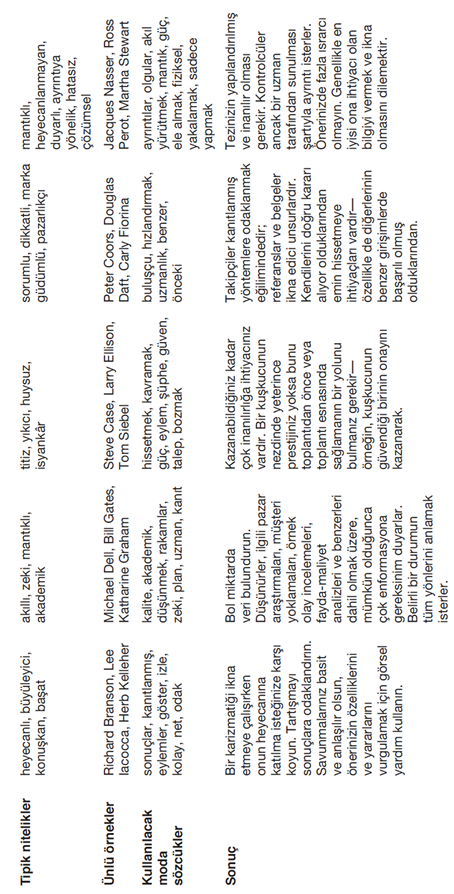 Tipik nitelikler
heyecanlı, büyüleyici,
konuşkan, başat
akıllı, zeki, mantıklı,
akademik
titiz, yıkıcı, huysuz,
isyankâr
sorumlu, dikkatli, marka
güdümlü, pazarlıkçı
mantıklı,
heyecanlanmayan,
duyarlı, ayrıntıya
yönelik, hatasız,
çözümsel
Ünlü örnekler
Richard Branson, Lee
Iacocca, Herb Kelleher
Michael Dell, Bill Gates,
Katharine Graham
Steve Case, Larry Ellison,
Tom Siebel
Peter Coors, Douglas
Daft, Carly Fiorina
Jacques Nasser, Ross
Perot, Martha Stewart
Kullanılacak
moda
sözcükler
sonuçlar, kanıtlanmış,
eylemler, göster, izle,
kolay, net, odak
kalite, akademik,
düşünmek, rakamlar,
zeki, plan, uzman, kanıt
hissetmek, kavramak,
güç, eylem, şüphe, güven,
talep, bozmak
buluşçu, hızlandırmak,
uzmanlık, benzer,
önceki
ayrıntılar, olgular, akıl
yürütmek, mantık, güç,
ele almak, fiziksel,
yakalamak, sadece
yapmak
Sonuç
Bir karizmatiği ikna
etmeye çalışırken
onun heyecanına
katılma isteğinize karşı
koyun. Tartışmayı
sonuçlara odaklandırın.
Savunmalarınız basit
ve anlaşılır olsun,
önerinizin özelliklerini
ve yararlarını
vurgulamak için görsel
yardım kullanın.
Bol miktarda
veri bulundurun.
Düşünürler, ilgili pazar
araştırmaları, müşteri
yoklamaları, örnek
olay incelemeleri,
fayda-maliyet
analizleri ve benzerleri
dahil olmak üzere,
mümkün olduğunca
çok enformasyona
gereksinim duyarlar.
Belirli bir durumun
tüm yönlerini anlamak
isterler.
Kazanabildiğiniz kadar
çok inanılırlığa ihtiyacınız
vardır. Bir kuşkucunun
nezdinde yeterince
prestijiniz yoksa bunu
toplantıdan önce veya
toplantı esnasında
sağlamanın bir yolunu
bulmanız gerekir—
örneğin, kuşkucunun
güvendiği birinin onayını
kazanarak.
Takipçiler kanıtlanmış
yöntemlere odaklanmak
eğilimindedir;
referanslar ve belgeler
ikna edici unsurlardır.
Kendilerini doğru kararı
alıyor olduklarından
emin hissetmeye
ihtiyaçları vardır—
özellikle de diğerlerinin
benzer girişimlerde
başarılı olmuş
olduklarından.
Tezinizin yapılandırılmış
ve inanılır olması
gerekir. Kontrolcüler
ancak bir uzman
tarafından sunulması
şartıyla ayrıntı isterler.
Önerinizde fazla ısrarcı
olmayın. Genellikle en
iyisi ona ihtiyacı olan
bilgiyi vermek ve ikna
olmasını dilemektir.